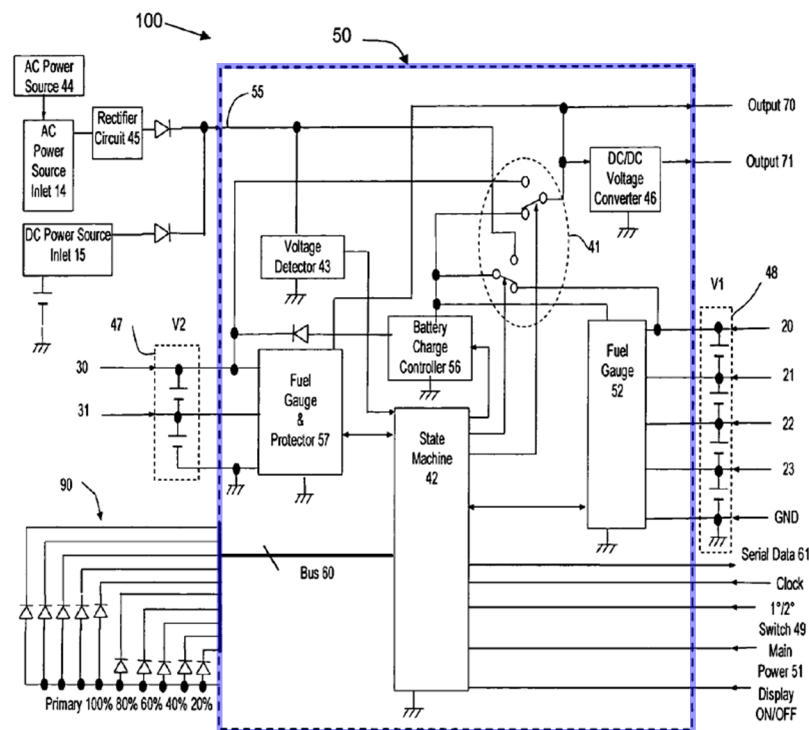 100
50
AC Power
Source 44
55
Rectifier
Circuit 45
AC
Power
Source
Inlet 14
Output 70
DC/DC
Voltage
Converter 46
Output 71
DC Power Source
Inlet 15
Voltage
Detector 43
41
47
V2
V1
48
Battery
Charge
Controller 56
Fuel
Gauge
52
20
30
Fuel
Gauge
&
Protector 57
21
31
State
Machine
42
22
23
90
GND
Bus 60
Serial Data 61
Clock
1°/2°
Switch 49
Main
Power 51
Display
ON/OFF
Primary 100% 80% 60% 40% 20%